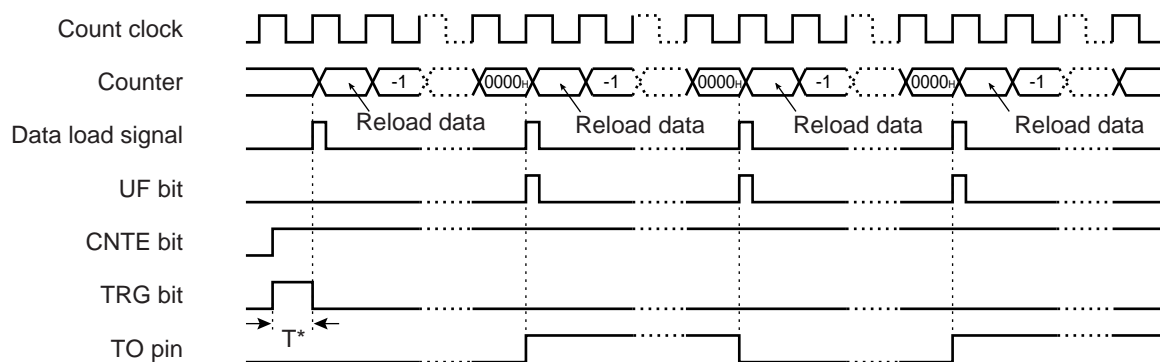 Count clock
Counter
-1 0000H -1 0000H -1 0000H -1
Reload data Reload data Reload data Reload data
Data load signal
UF bit
CNTE bit
TRG bit
T*
TO pin